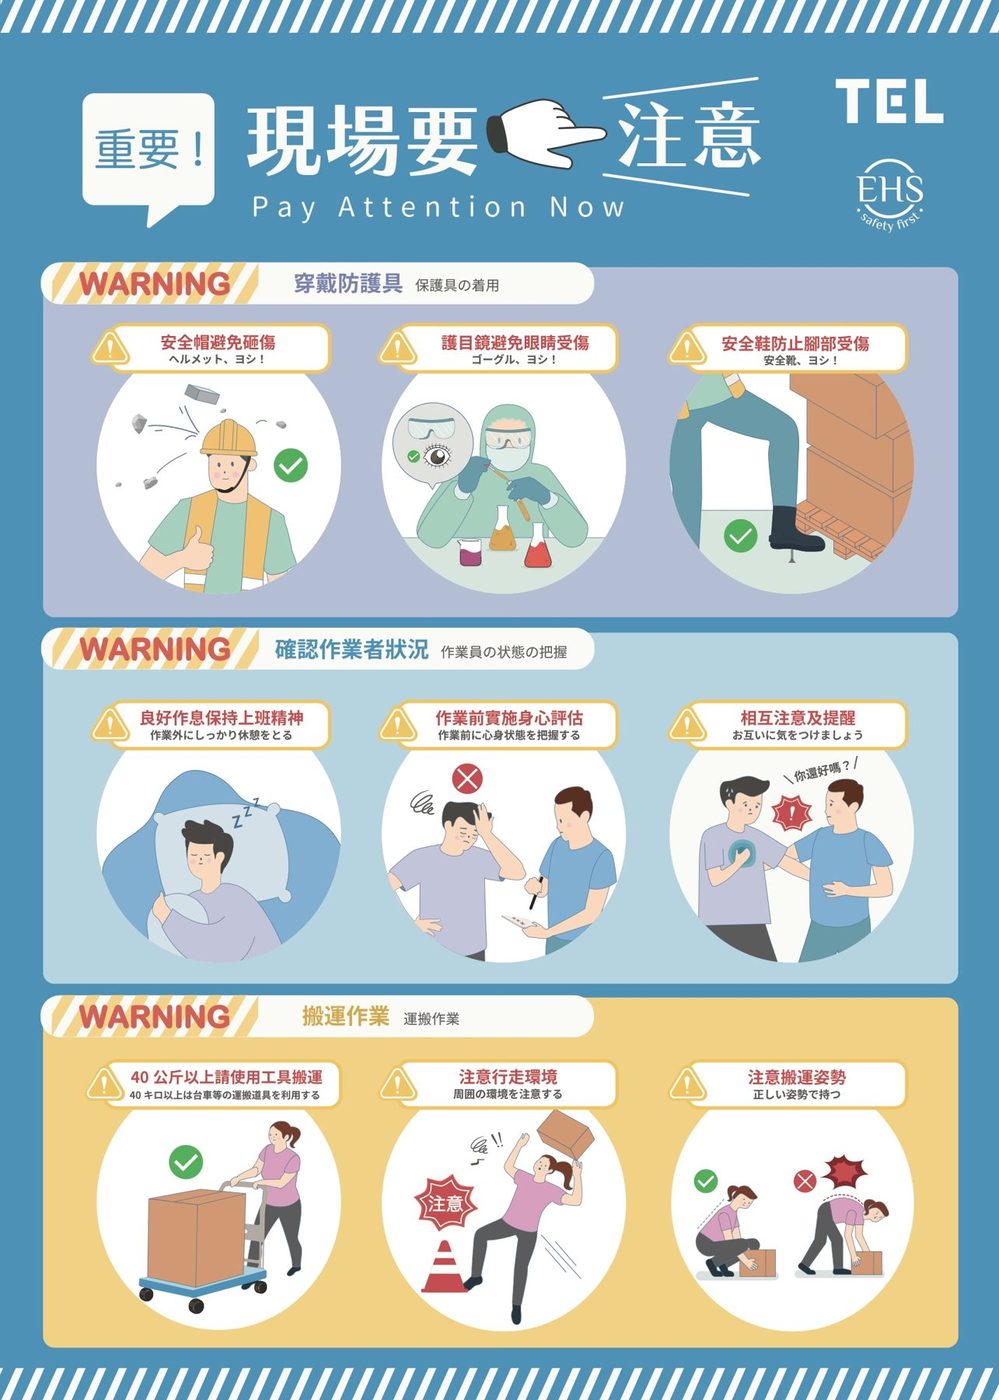 重要！
現場要注意
Pay Attention Now
TEL
EHS
safety first
WARNING 穿戴防護具 保護具の着用
安全帽避免砸傷
ヘルメット、ヨシ！
護目鏡避免眼睛受傷
ゴーグル、ヨシ！
安全鞋防止腳部受傷
安全靴、ヨシ！
WARNING 確認作業者狀況 作業員の状態の把握
良好作息保持上班精神
作業外にしっかり休憩をとる
zzz
作業前實施身心評估
作業前に心身状態を把握する
相互注意及提醒
お互いに気をつけましょう
你還好嗎？
WARNING 搬運作業 運搬作業
40 公斤以上請使用工具搬運
40 キロ以上は台車等の運搬道具を利用する
注意行走環境
周囲の環境を注意する
注意
注意搬運姿勢
正しい姿勢で持つ